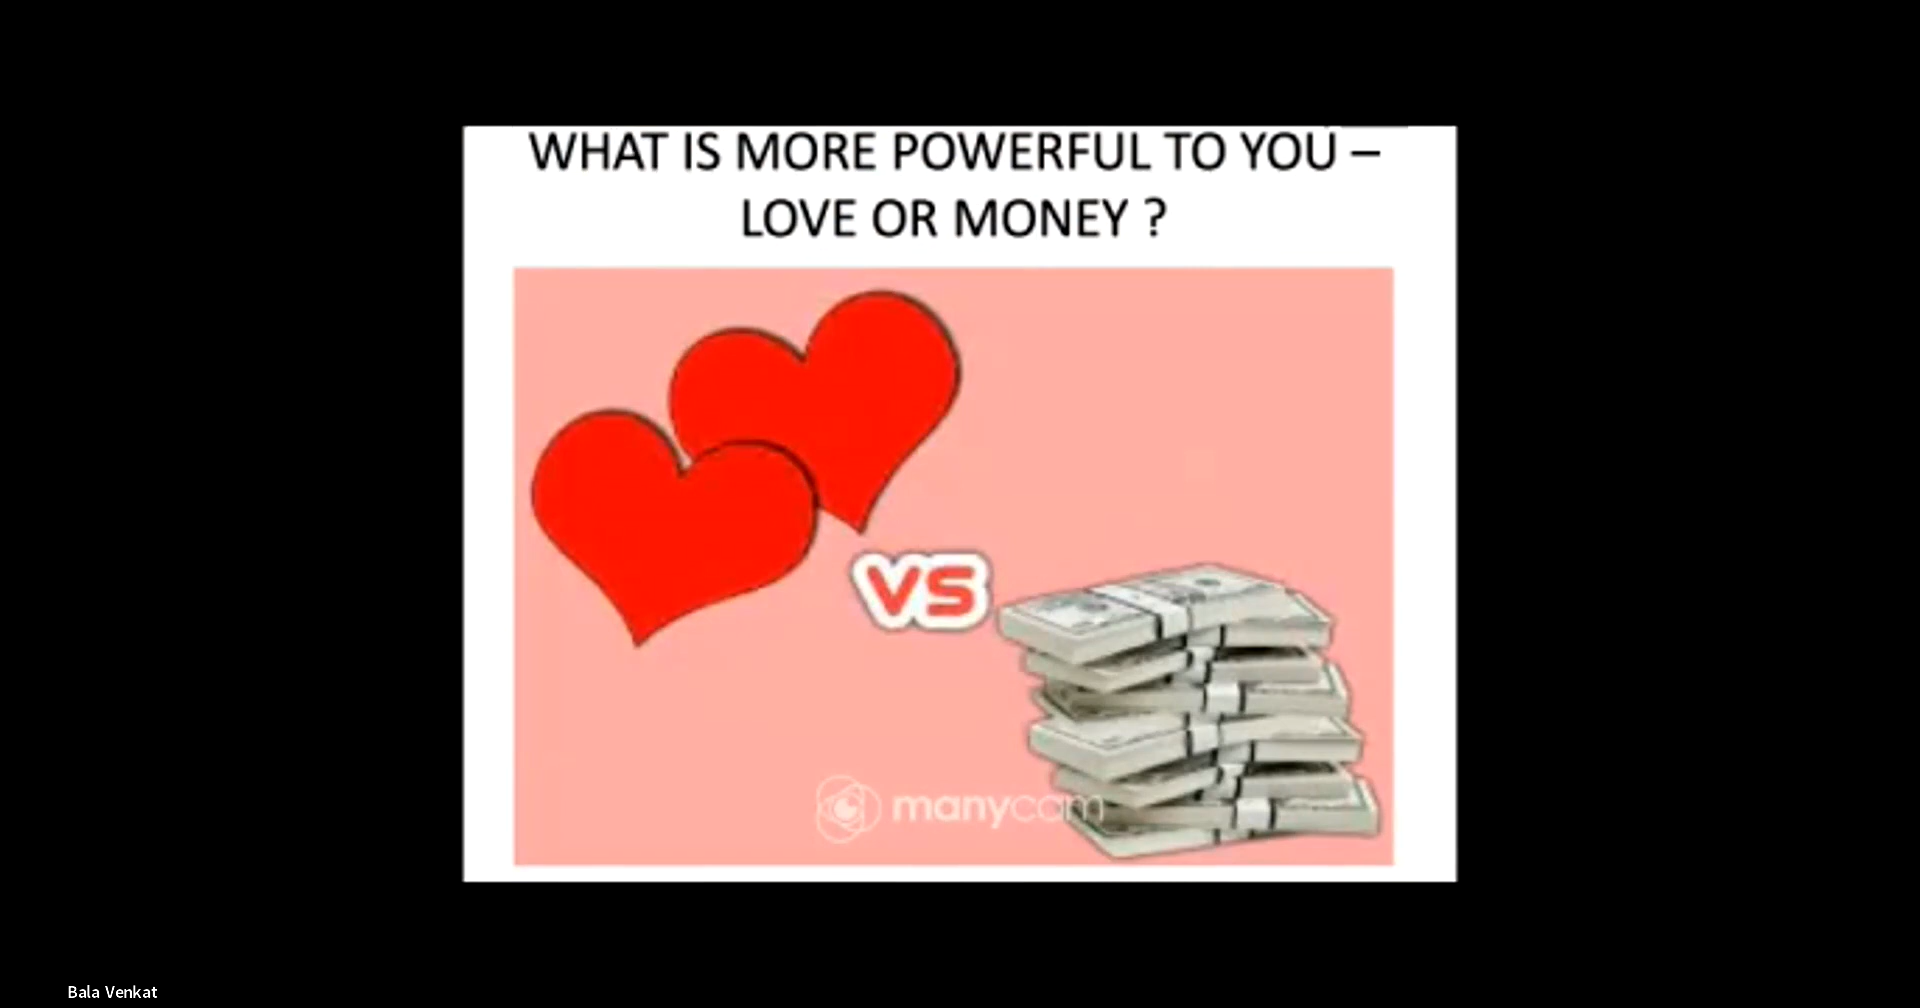 WHAT IS MORE POWERFUL TO YOU –
LOVE OR MONEY ?
VS
manycam
Bala Venkat